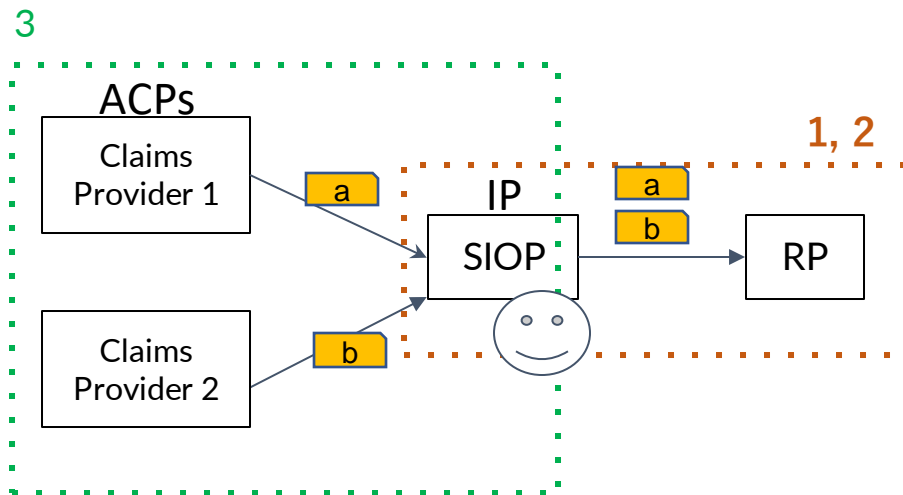 3
ACPs
Claims
Provider 1
a
1, 2
IP
a
b
SIOP
RP
Claims
Provider 2
b